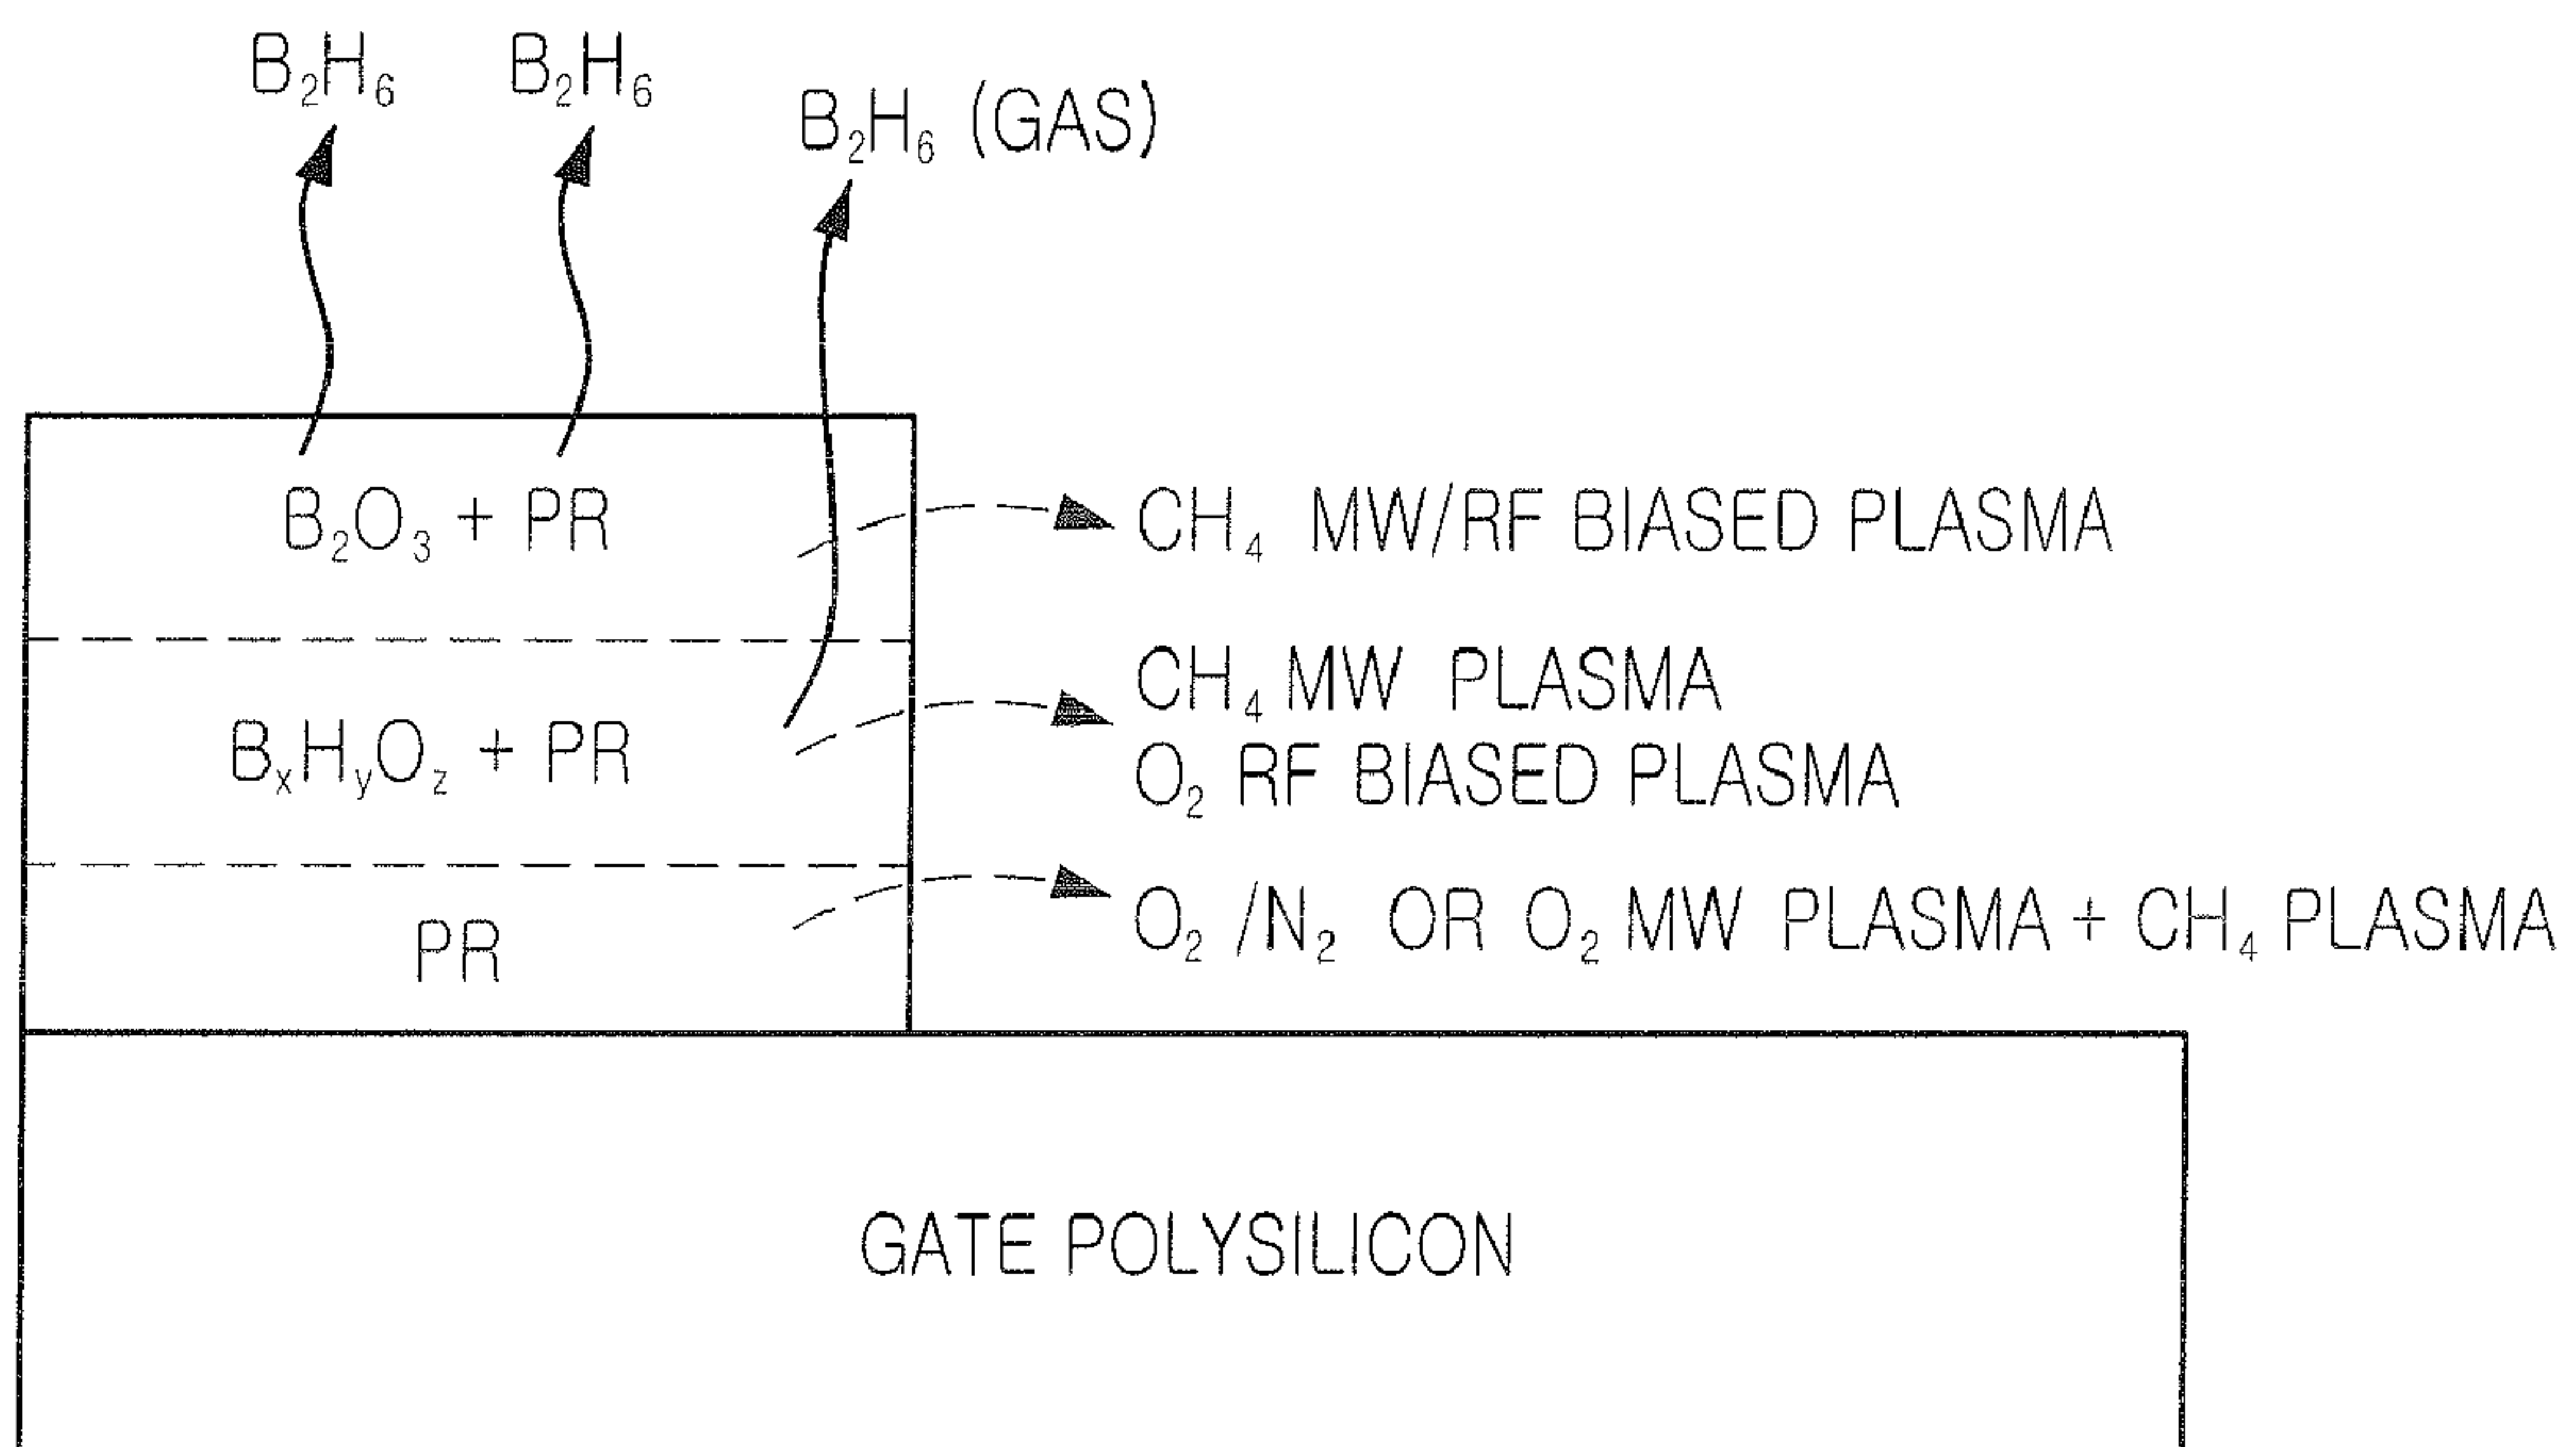 B₂H₆ B₂H₆
B₂H₆ (GAS)
B₂O₃ + PR
CH₄ MW/RF BIASED PLASMA
CH₄ MW PLASMA
BₓHᵧO_z + PR
O₂ RF BIASED PLASMA
O₂ /N₂ OR O₂ MW PLASMA + CH₄ PLASMA
PR
GATE POLYSILICON